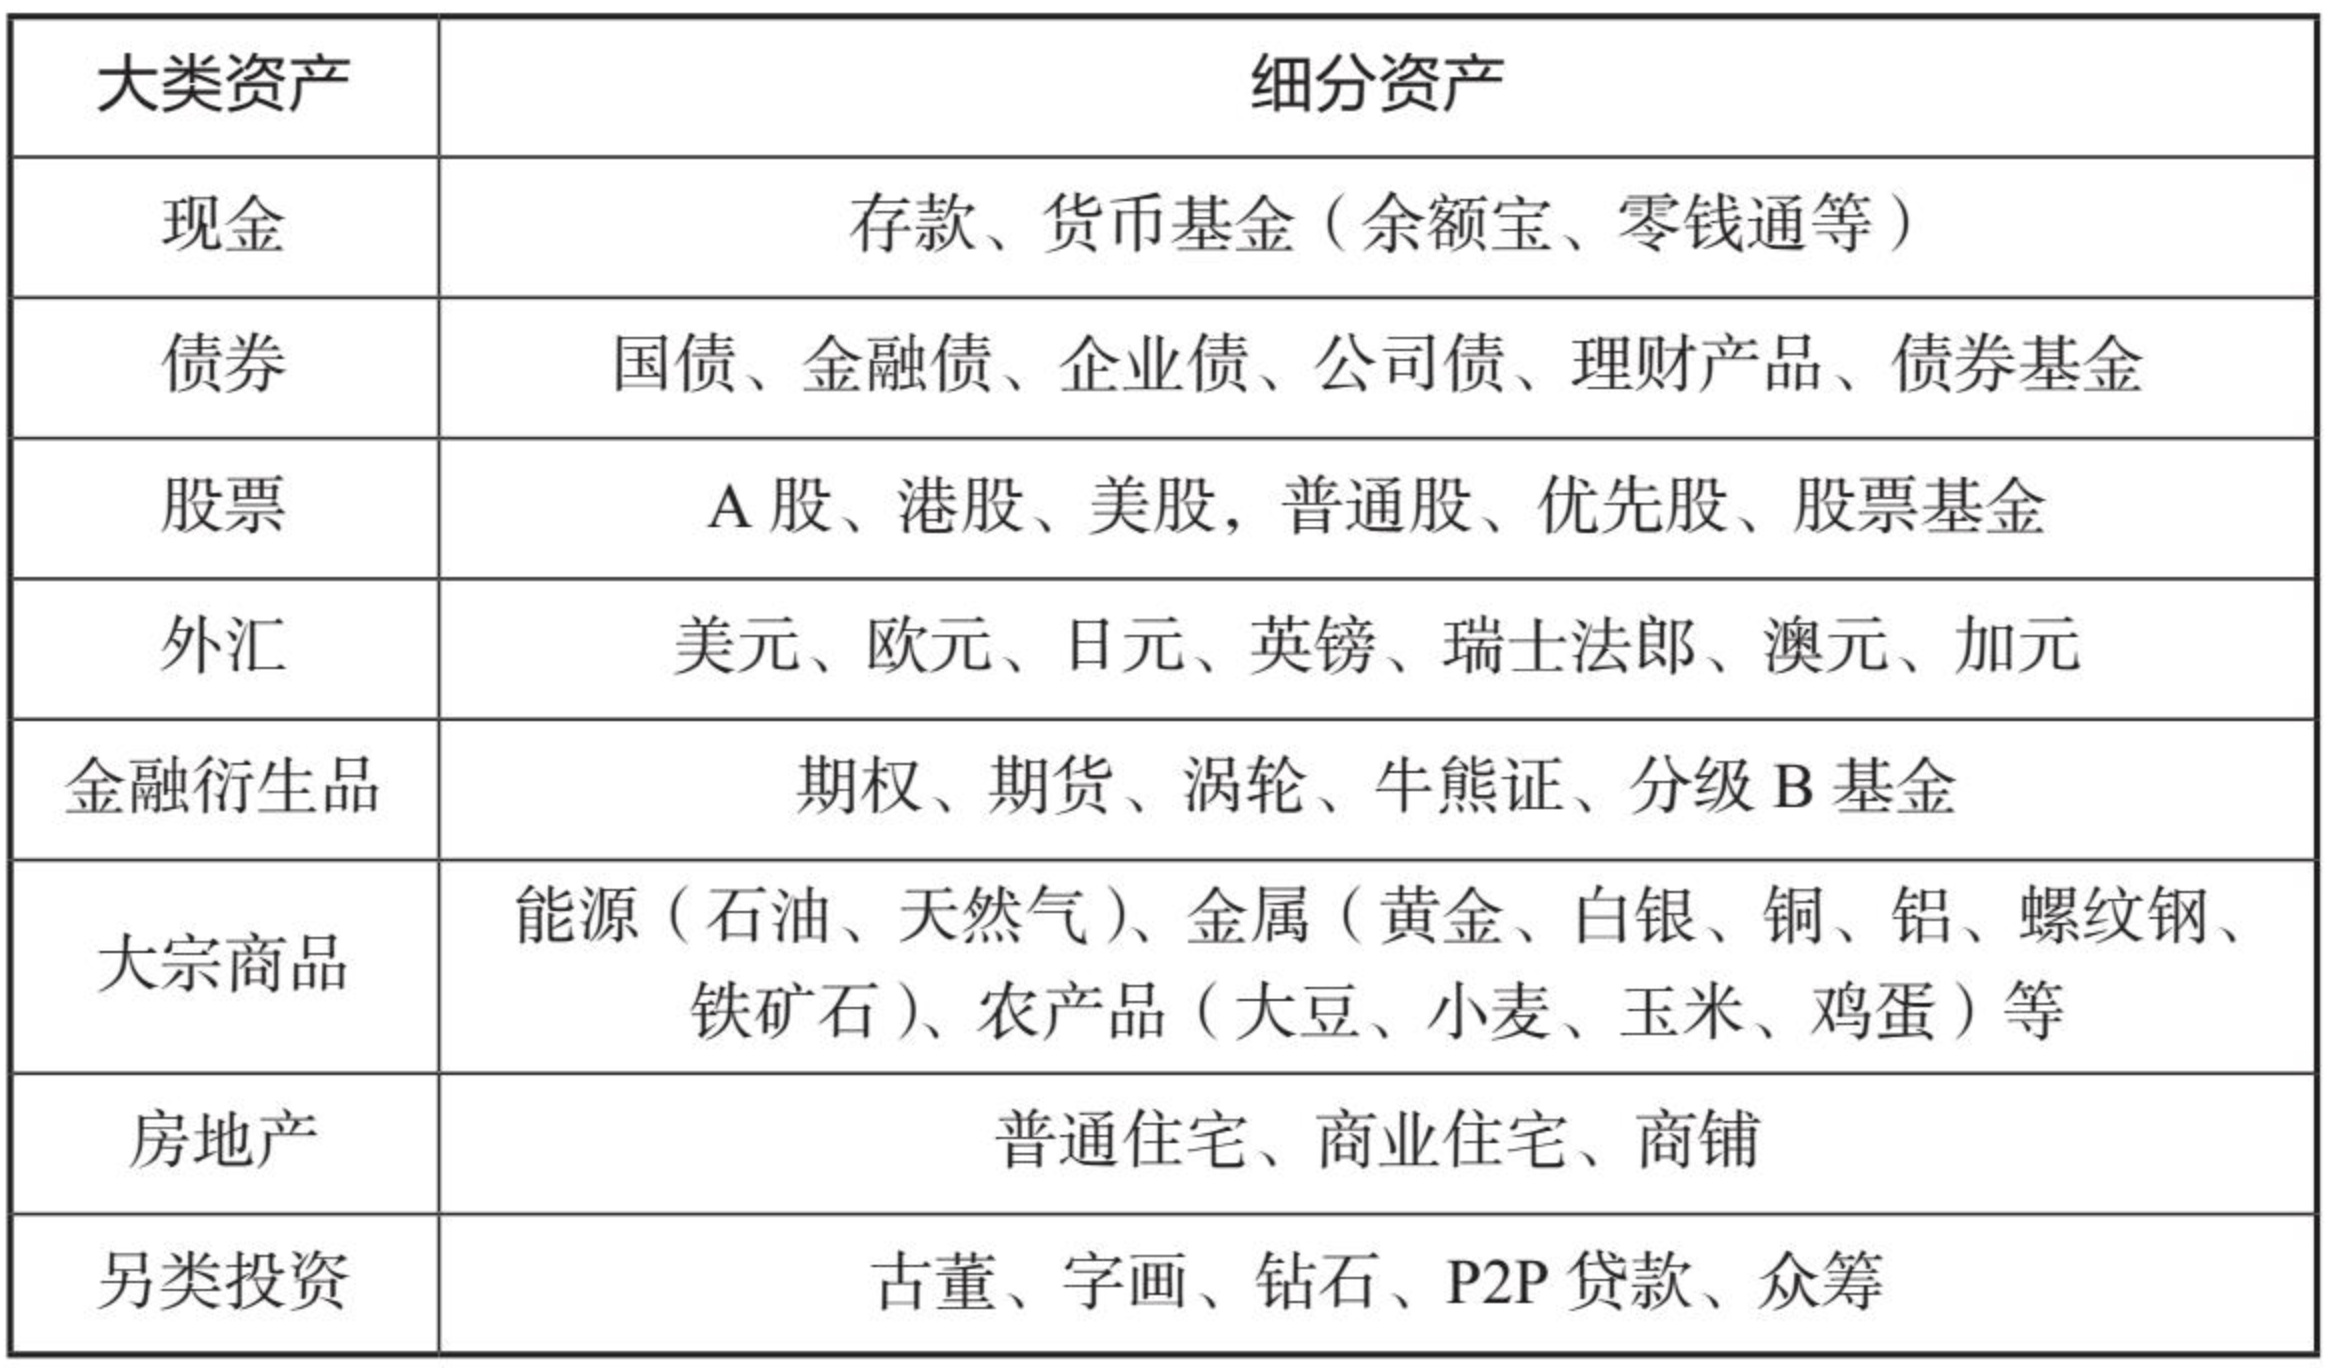 大类资产 细分资产
现金 存款、货币基金（余额宝、零钱通等）
债券 国债、金融债、企业债、公司债、理财产品、债券基金
股票 A 股、港股、美股，普通股、优先股、股票基金
外汇 美元、欧元、日元、英镑、瑞士法郎、澳元、加元
金融衍生品 期权、期货、涡轮、牛熊证、分级 B 基金
大宗商品 能源（石油、天然气）、金属（黄金、白银、铜、铝、螺纹钢、
铁矿石）、农产品（大豆、小麦、玉米、鸡蛋）等
房地产 普通住宅、商业住宅、商铺
另类投资 古董、字画、钻石、P2P 贷款、众筹